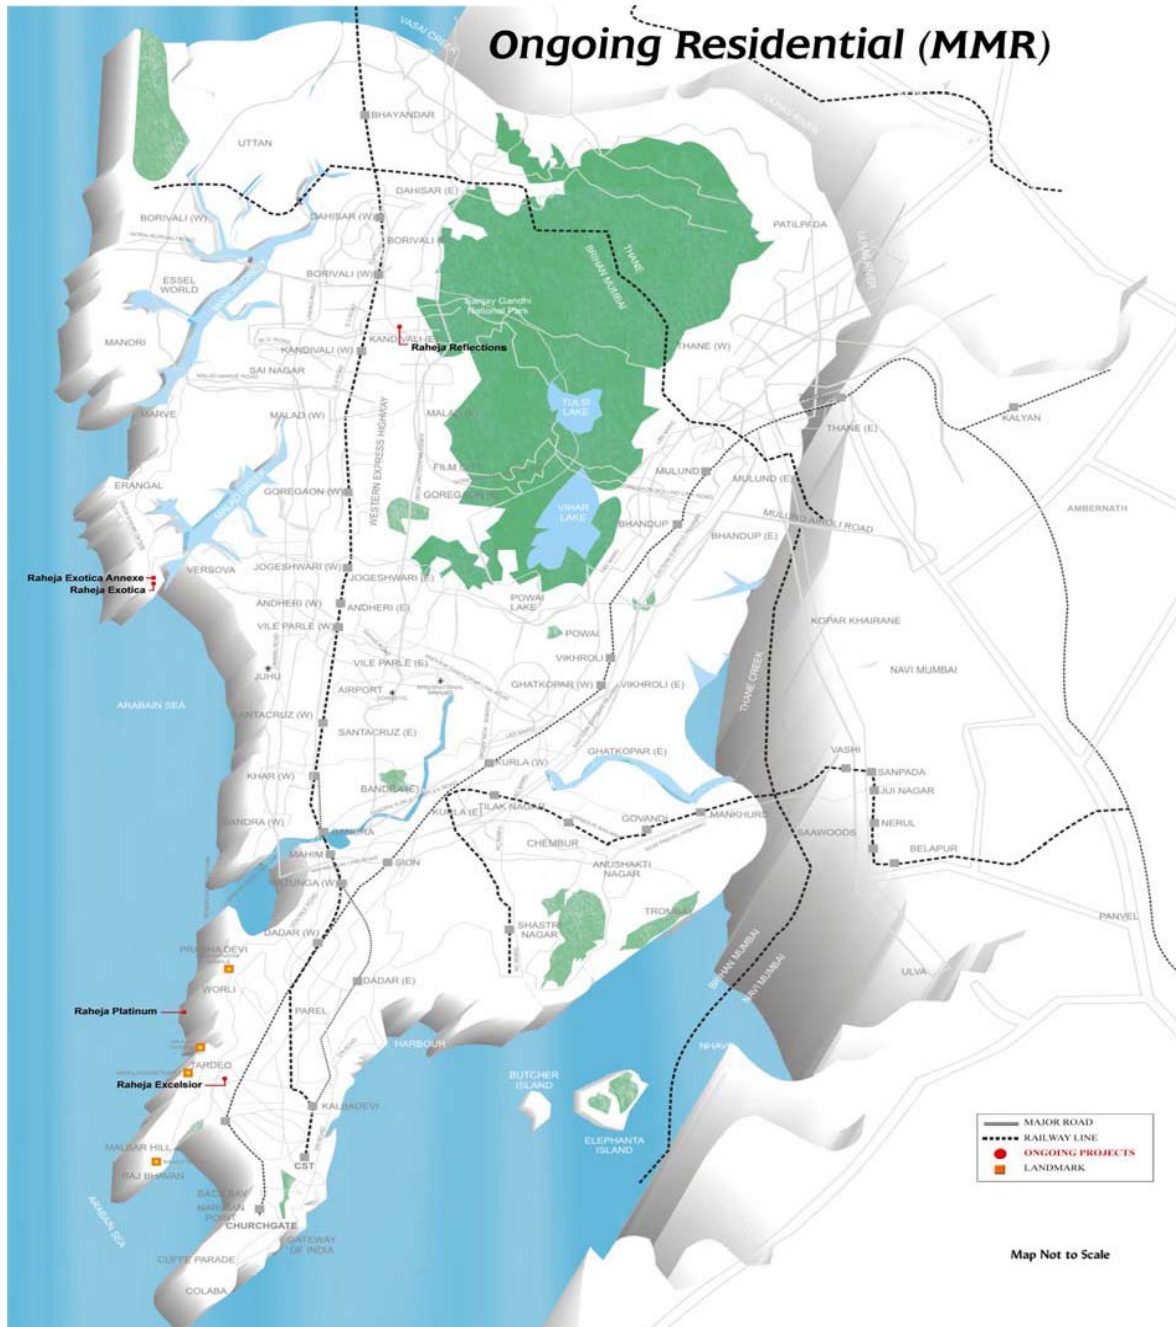 Ongoing Residential (MMR)
VASAI CREEK
BHAYANDAR
UTTAN
DAHISAR (E)
BORIVALI (W)
DAHISAR (W)
PATILPADA
BORIVALI
THANE
BRIHAN MUMBAI
BORIVALI (W)
ESSEL
WORLD
Sanjay Gandhi
National Park
MANORI
KANDIVALI (E)
Raheja Reflections
KANDIVALI (W)
THANE (W)
SAI NAGAR
MARVE
MALAD (W)
TULSI
LAKE
KALYAN
THANE (E)
WESTERN EXPRESS HIGHWAY
MULUND
MULUND (E)
ERANGAL
GOREGAON (W)
GOREGAON
VIHAR
LAKE
AMBERNATH
MALAD CREEK
MULUND AIROLI ROAD
BHANDUP
BHANDUP (E)
VERSOVA
JOGESHWARI (W)
JOGESHWARI (E)
Raheja Exotica Annexe
Raheja Exotica
ANDHERI (W)
ANDHERI (E)
POWAI
LAKE
VILE PARLE (W)
POWAI
KOPAR KHAIRANE
VILE PARLE (E)
VIKHROLI
NAVI MUMBAI
JUHU
AIRPORT
GHATKOPAR (W)
VIKHROLI (E)
THANE CREEK
ARABAIN SEA
SANTACRUZ (W)
SANTACRUZ (E)
GHATKOPAR (E)
VASHI
KURLA (W)
SANPADA
KHAR (W)
BANDRA (E)
JUI NAGAR
TILAK NAGAR
KURLA (E)
GOVANDI
MANKHURD
NERUL
BANDRA (W)
BANDRA
SAAWOODS
CHEMBUR
BELAPUR
MAHIM
SION
ANUSHAKTI
NAGAR
MATUNGA (W)
TROMBAY
PANVEL
SHASTRI
NAGAR
DADAR (W)
PRABHA DEVI
BRIHAN MUMBAI
NAVI MUMBAI
DADAR (E)
ULVA
WORLI
Raheja Platinum
PAREL
HARBOUR
NHAVA
TARDEO
Raheja Excelsior
BUTCHER
ISLAND
KALBADEVI
ELEPHANTA
ISLAND
MAJOR ROAD
RAILWAY LINE
ONGOING PROJECTS
LANDMARK
MALBAR HILL
CST
RAJ BHAVAN
BACK BAY
NARIMAN
POINT
CHURCHGATE
ARABAIN SEA
GATEWAY
OF INDIA
CUFFE PARADE
COLABA
Map Not to Scale